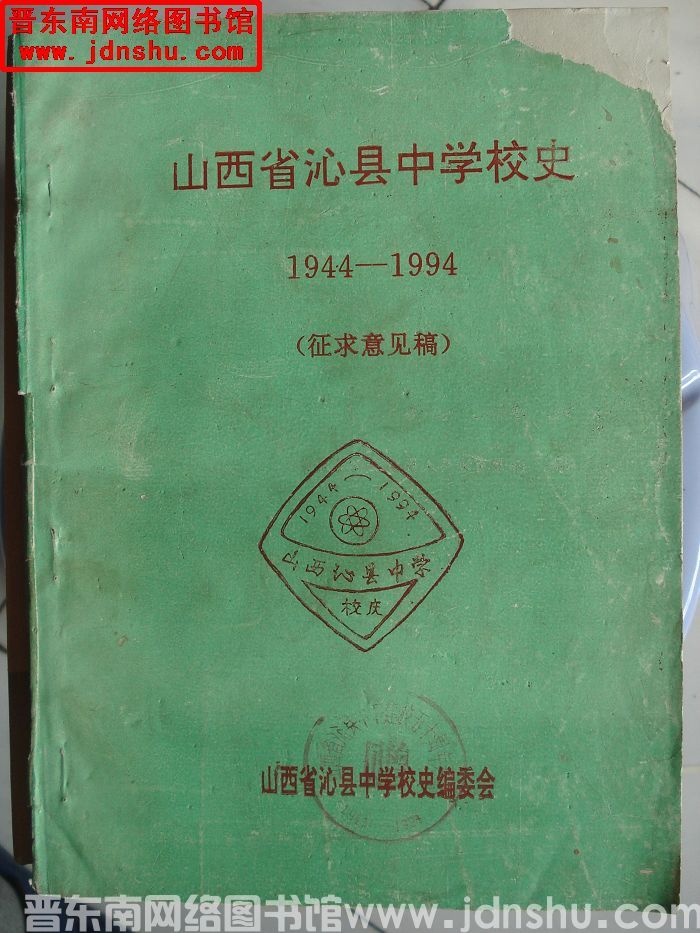 晋东南网络图书馆
www.jdnshu.com
山西省沁县中学校史
1944—1994
（征求意见稿）
1944—1994
山西沁县中学
校庆
山西省沁县中学校史编委会
晋东南网络图书馆www.jdnshu.com